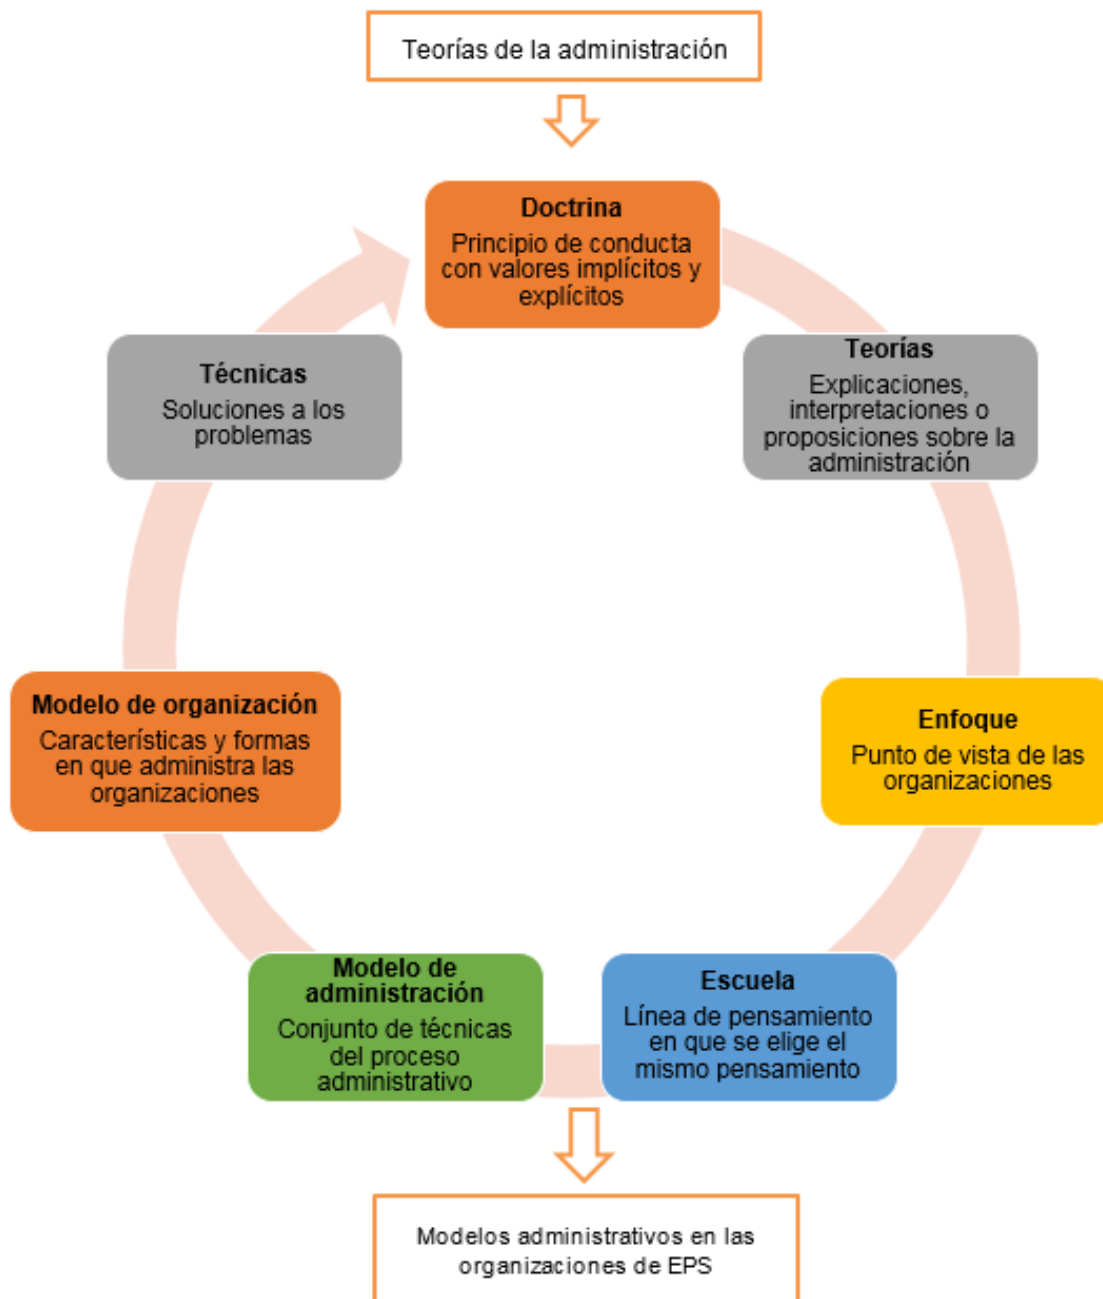 Teorías de la administración
Doctrina
Principio de conducta
con valores implícitos y
explícitos
Teorías
Explicaciones,
interpretaciones o
proposiciones sobre la
administración
Enfoque
Punto de vista de las
organizaciones
Escuela
Línea de pensamiento
en que se elige el
mismo pensamiento
Modelo de
administración
Conjunto de técnicas
del proceso
administrativo
Modelo de organización
Características y formas
en que administra las
organizaciones
Técnicas
Soluciones a los
problemas
Modelos administrativos en las
organizaciones de EPS